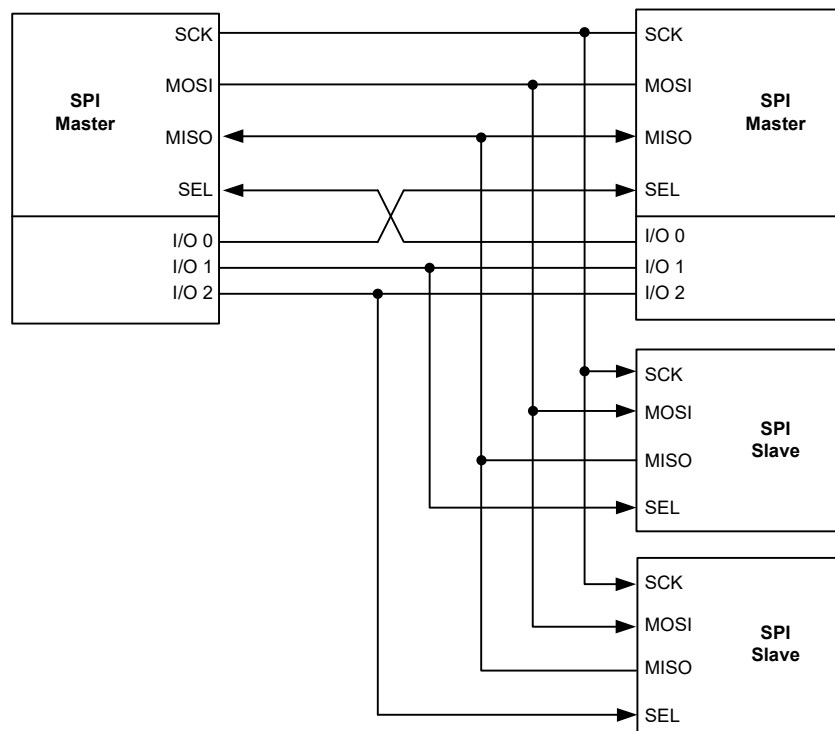 SCK
MOSI
SPI
Master
MISO
SEL
I/O 0
I/O 1
I/O 2
SCK
MOSI
SPI
Master
MISO
SEL
I/O 0
I/O 1
I/O 2
SCK
MOSI
SPI
Slave
MISO
SEL
SCK
MOSI
SPI
Slave
MISO
SEL